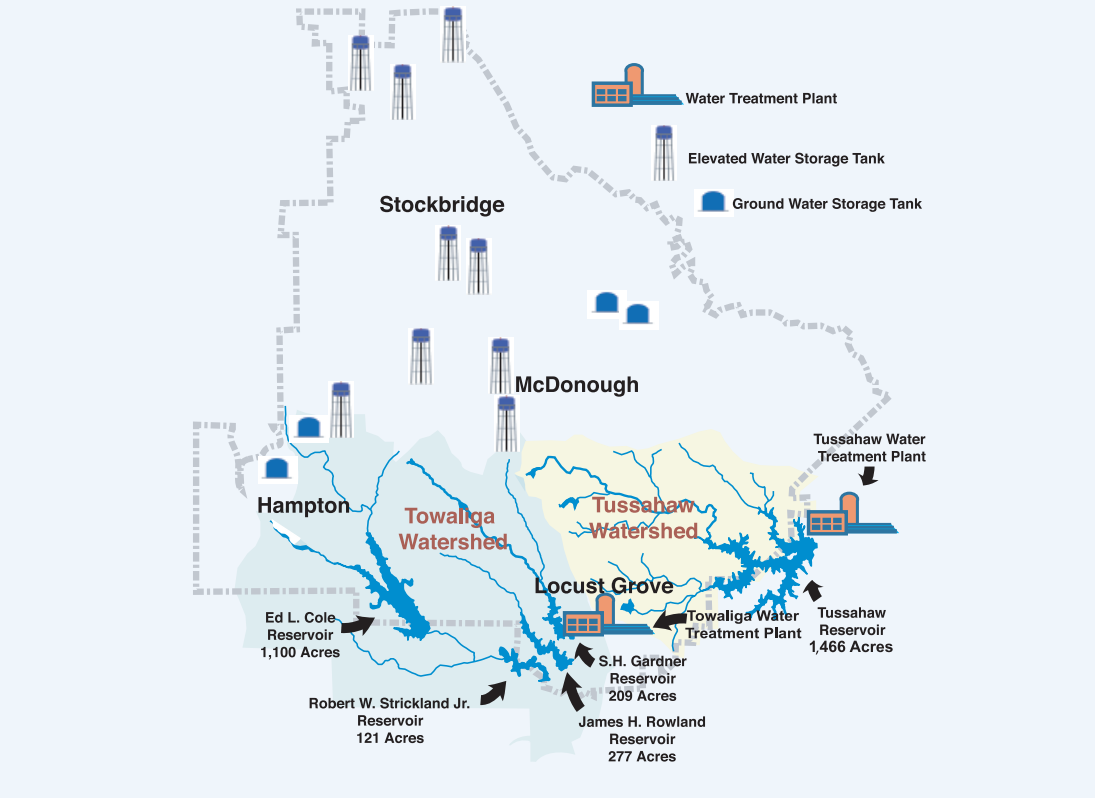 Water Treatment Plant
Elevated Water Storage Tank
Stockbridge
Ground Water Storage Tank
McDonough
Tussahaw Water
Treatment Plant
Hampton
Towaliga
Watershed
Tussahaw
Watershed
Locust Grove
Ed L. Cole
Reservoir
1,100 Acres
Towaliga Water
Treatment Plant
Tussahaw
Reservoir
1,466 Acres
S.H. Gardner
Reservoir
209 Acres
Robert W. Strickland Jr.
Reservoir
121 Acres
James H. Rowland
Reservoir
277 Acres